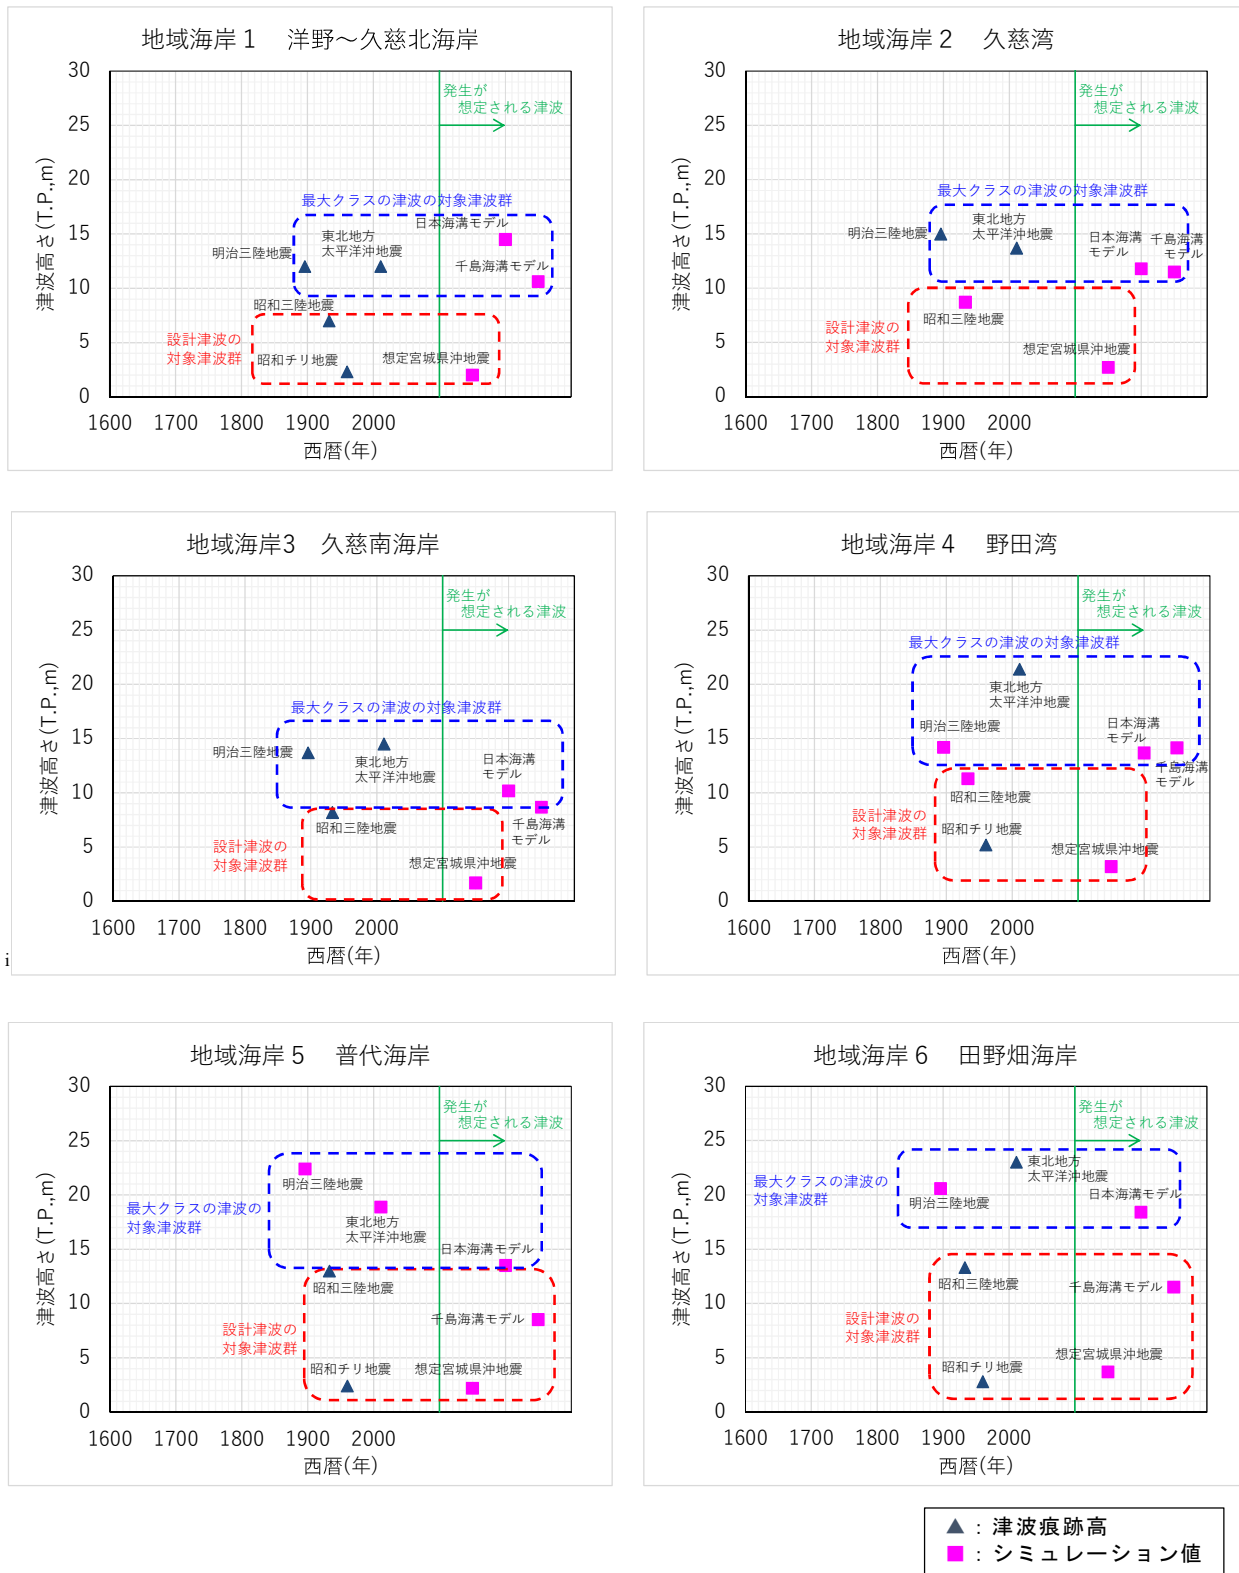 地域海岸１　洋野～久慈北海岸
30
25
20
15
10
5
0
津波高さ(T.P.,m)
発生が
想定される津波
最大クラスの津波の対象津波群
日本海溝モデル
東北地方
太平洋沖地震
明治三陸地震
千島海溝モデル
昭和三陸地震
設計津波の
対象津波群
昭和チリ地震
想定宮城県沖地震
1600 1700 1800 1900 2000
西暦(年)
地域海岸２　久慈湾
30
25
20
15
10
5
0
津波高さ(T.P.,m)
発生が
想定される津波
最大クラスの津波の対象津波群
東北地方
太平洋沖地震
明治三陸地震
日本海溝
モデル
千島海溝
モデル
昭和三陸地震
設計津波の
対象津波群
想定宮城県沖地震
1600 1700 1800 1900 2000
西暦(年)
地域海岸3　久慈南海岸
30
25
20
15
10
5
0
津波高さ(T.P.,m)
発生が
想定される津波
最大クラスの津波の対象津波群
明治三陸地震
東北地方
太平洋沖地震
日本海溝
モデル
千島海溝
モデル
昭和三陸地震
設計津波の
対象津波群
想定宮城県沖地震
1600 1700 1800 1900 2000
西暦(年)
i
地域海岸４　野田湾
30
25
20
15
10
5
0
津波高さ(T.P.,m)
発生が
想定される津波
最大クラスの津波の対象津波群
東北地方
太平洋沖地震
明治三陸地震
日本海溝
モデル
千島海溝
モデル
昭和三陸地震
設計津波の
対象津波群
昭和チリ地震
想定宮城県沖地震
1600 1700 1800 1900 2000
西暦(年)
地域海岸５　普代海岸
30
25
20
15
10
5
0
津波高さ(T.P.,m)
発生が
想定される津波
明治三陸地震
最大クラスの津波の
対象津波群
東北地方
太平洋沖地震
日本海溝モデル
昭和三陸地震
千島海溝モデル
設計津波の
対象津波群
昭和チリ地震
想定宮城県沖地震
1600 1700 1800 1900 2000
西暦(年)
地域海岸６　田野畑海岸
30
25
20
15
10
5
0
津波高さ(T.P.,m)
発生が
想定される津波
東北地方
太平洋沖地震
最大クラスの津波の
対象津波群
明治三陸地震
日本海溝モデル
昭和三陸地震
千島海溝モデル
設計津波の
対象津波群
昭和チリ地震
想定宮城県沖地震
1600 1700 1800 1900 2000
西暦(年)
▲：津波痕跡高
■：シミュレーション値